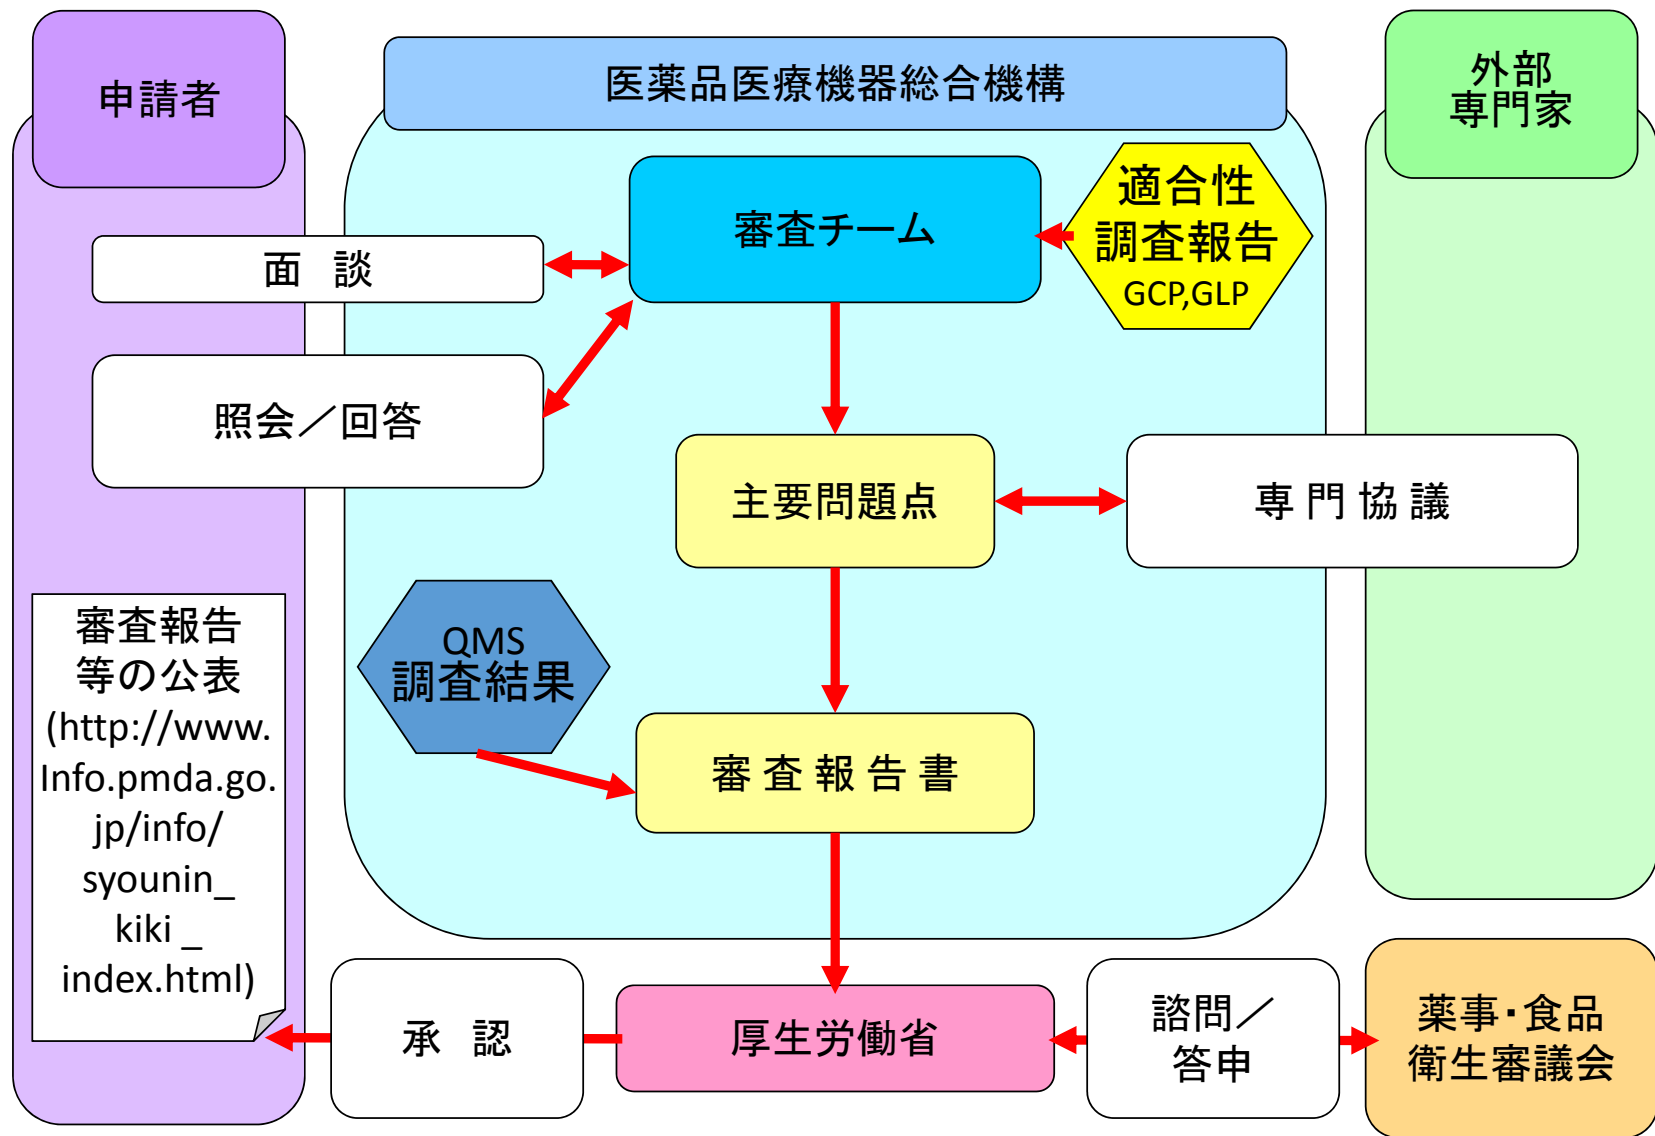 申請者
医薬品医療機器総合機構
外部
専門家
審査チーム
適合性
調査報告
GCP,GLP
面 談
照会／回答
主要問題点
専 門 協 議
審査報告
等の公表
(http://www.
Info.pmda.go.
jp/info/
syounin_
kiki _
index.html)
QMS
調査結果
審 査 報 告 書
承 認
厚生労働省
諮問／
答申
薬事・食品
衛生審議会